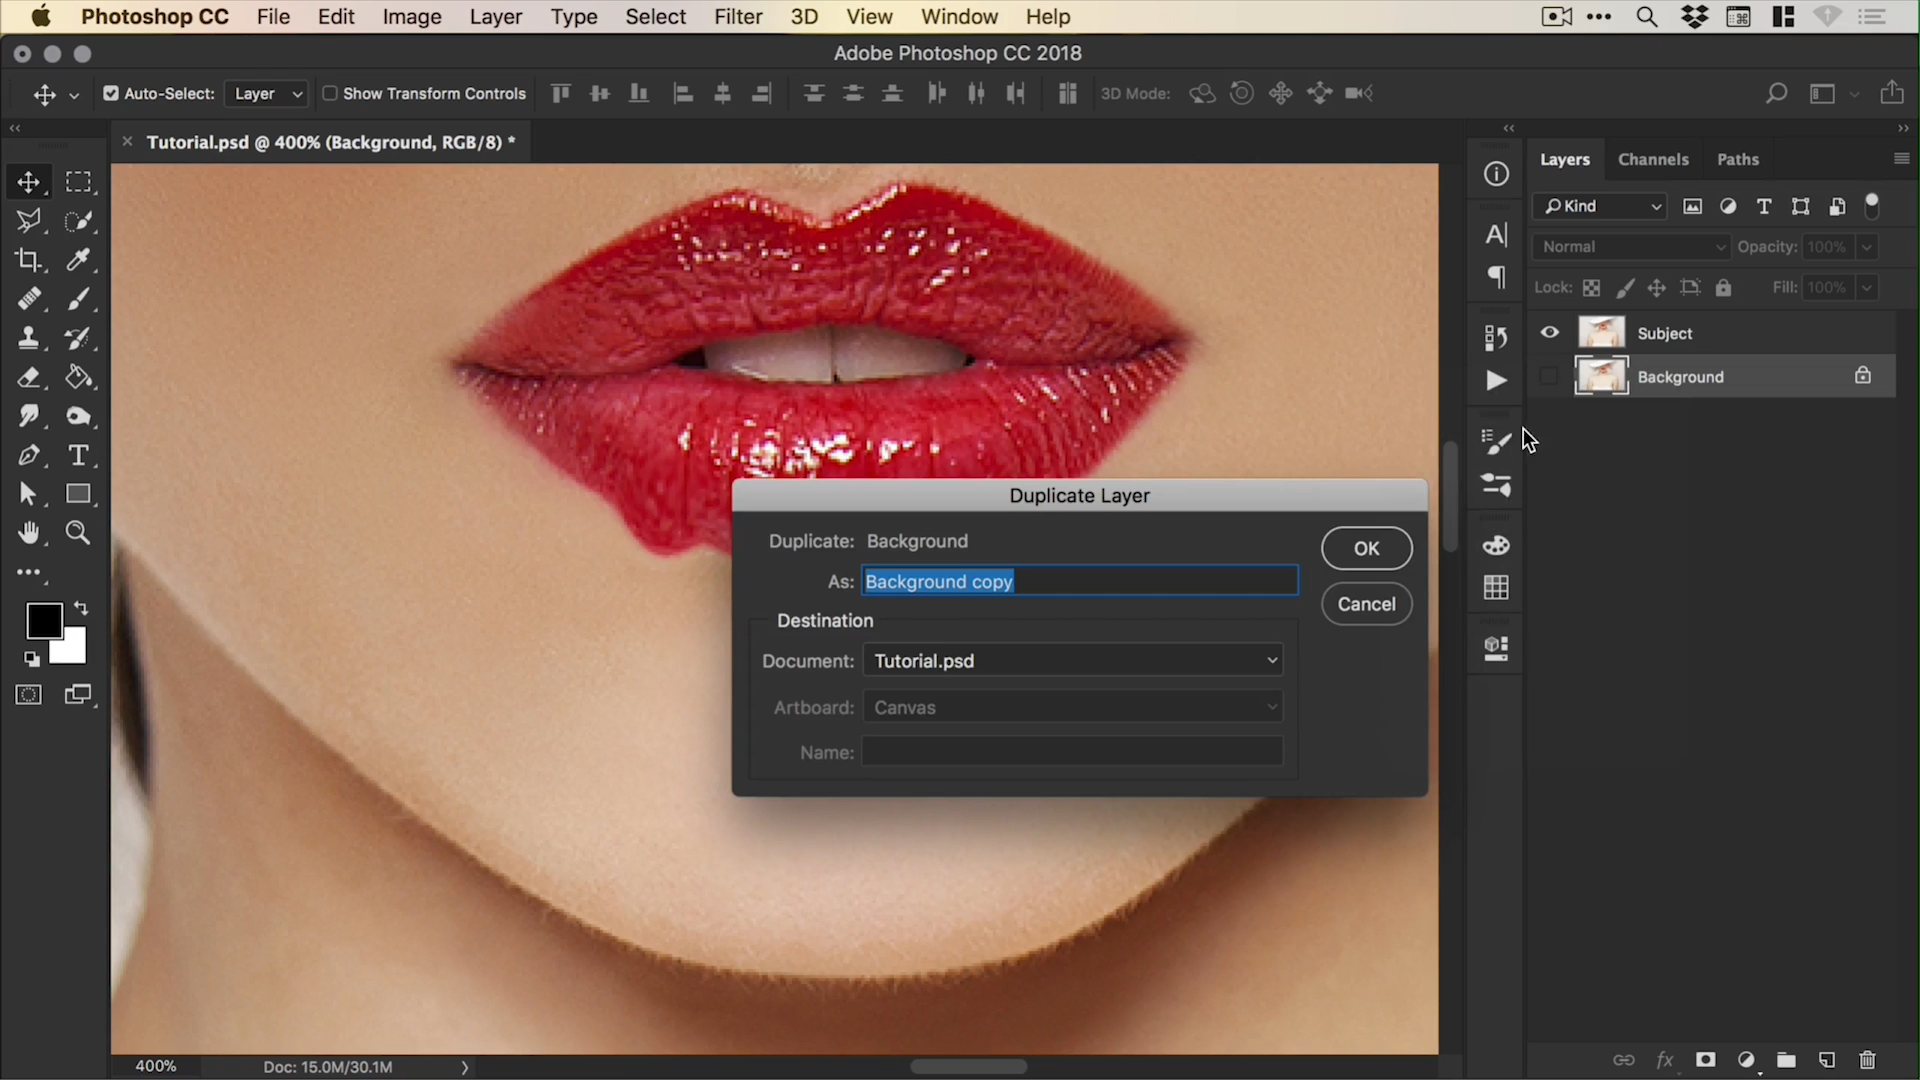 Photoshop CC File Edit Image Layer Type Select Filter 3D View Window Help
Adobe Photoshop CC 2018
Auto-Select: Layer Show Transform Controls 3D Mode:
Tutorial.psd @ 400% (Background, RGB/8) *
Layers Channels Paths
Kind
Normal Opacity: 100%
Lock: Fill: 100%
Subject
Background
Duplicate Layer
Duplicate: Background
As: Background copy
OK
Cancel
Destination
Document: Tutorial.psd
Artboard: Canvas
Name:
400% Doc: 15.0M/30.1M
fx